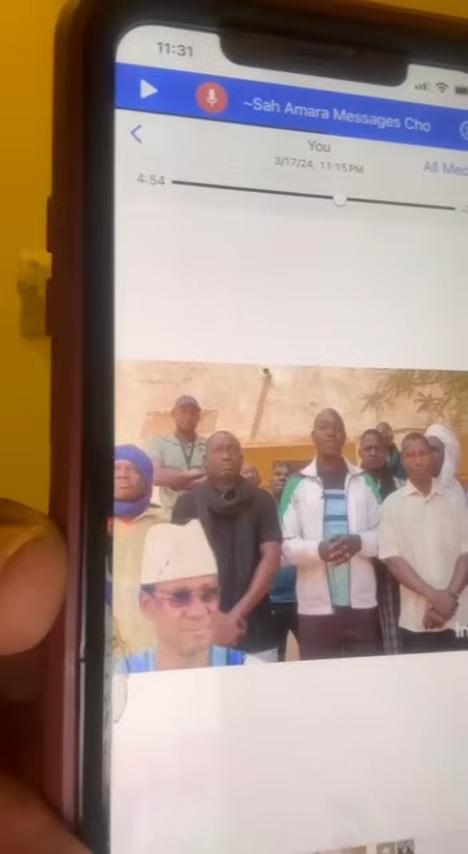 11:31
~Sah Amara Messages Cho
You
3/17/24, 11:15 PM
All Med
4:54